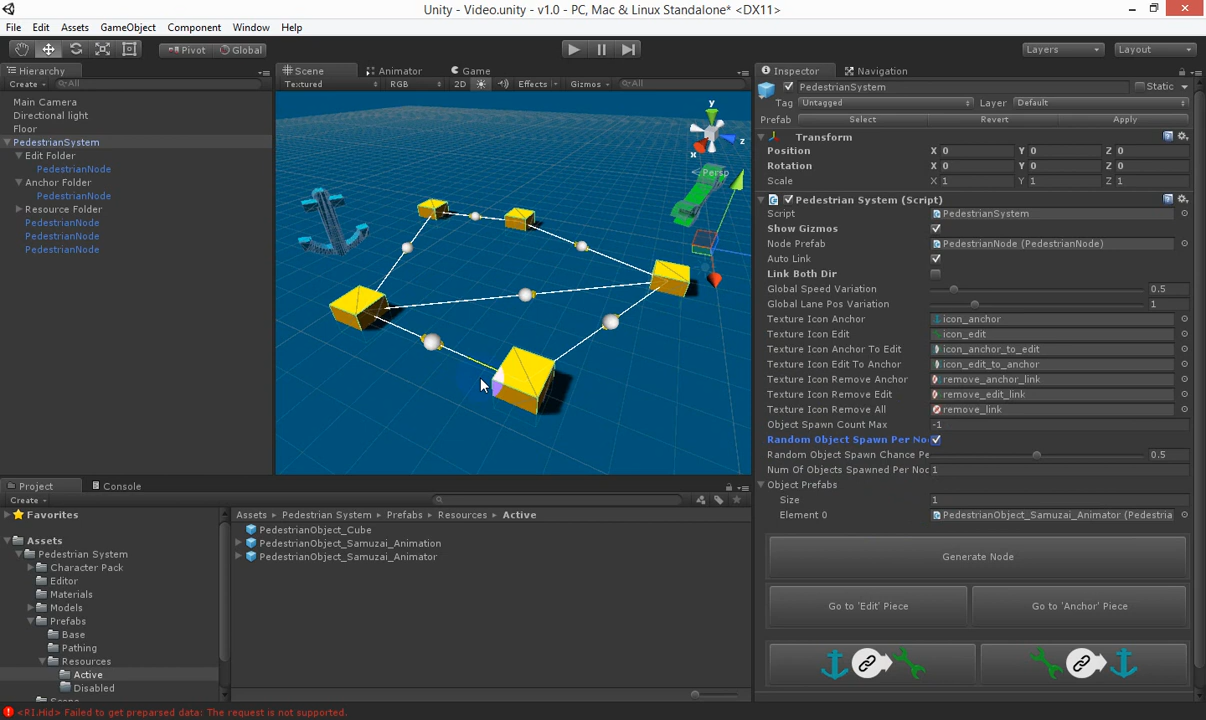 Unity - Video.unity - v1.0 - PC, Mac & Linux Standalone* <DX11>
File Edit Assets GameObject Component Window Help
Pivot Global Layers Layout
Hierarchy
Create All
Main Camera
Directional light
Floor
PedestrianSystem
Edit Folder
PedestrianNode
Anchor Folder
PedestrianNode
Resource Folder
PedestrianNode
PedestrianNode
PedestrianNode
Scene Animator Game
Textured RGB 2D Effects Gizmos All
y
z
x
Persp
Inspector Navigation
PedestrianSystem Static
Tag Untagged Layer Default
Prefab Select Revert Apply
Transform
Position X 0 Y 0 Z 0
Rotation X 0 Y 0 Z 0
Scale X 1 Y 1 Z 1
Pedestrian System (Script)
Script PedestrianSystem
Show Gizmos
Node Prefab PedestrianNode (PedestrianNode)
Auto Link
Link Both Dir
Global Speed Variation 0.5
Global Lane Pos Variation 1
Texture Icon Anchor icon_anchor
Texture Icon Edit icon_edit
Texture Icon Anchor To Edit icon_anchor_to_edit
Texture Icon Edit To Anchor icon_edit_to_anchor
Texture Icon Remove Anchor remove_anchor_link
Texture Icon Remove Edit remove_edit_link
Texture Icon Remove All remove_link
Object Spawn Count Max -1
Random Object Spawn Per No
Random Object Spawn Chance Pe 0.5
Num Of Objects Spawned Per Noc 1
Object Prefabs
Size 1
Element 0 PedestrianObject_Samuzai_Animator (Pedestria
Generate Node
Go to 'Edit' Piece Go to 'Anchor' Piece
Project Console
Create
Favorites
Assets
Pedestrian System
Character Pack
Editor
Materials
Models
Prefabs
Base
Pathing
Resources
Active
Disabled
Assets Pedestrian System Prefabs Resources Active
PedestrianObject_Cube
PedestrianObject_Samuzai_Animation
PedestrianObject_Samuzai_Animator
<RI.Hid> Failed to get preparsed data: The request is not supported.